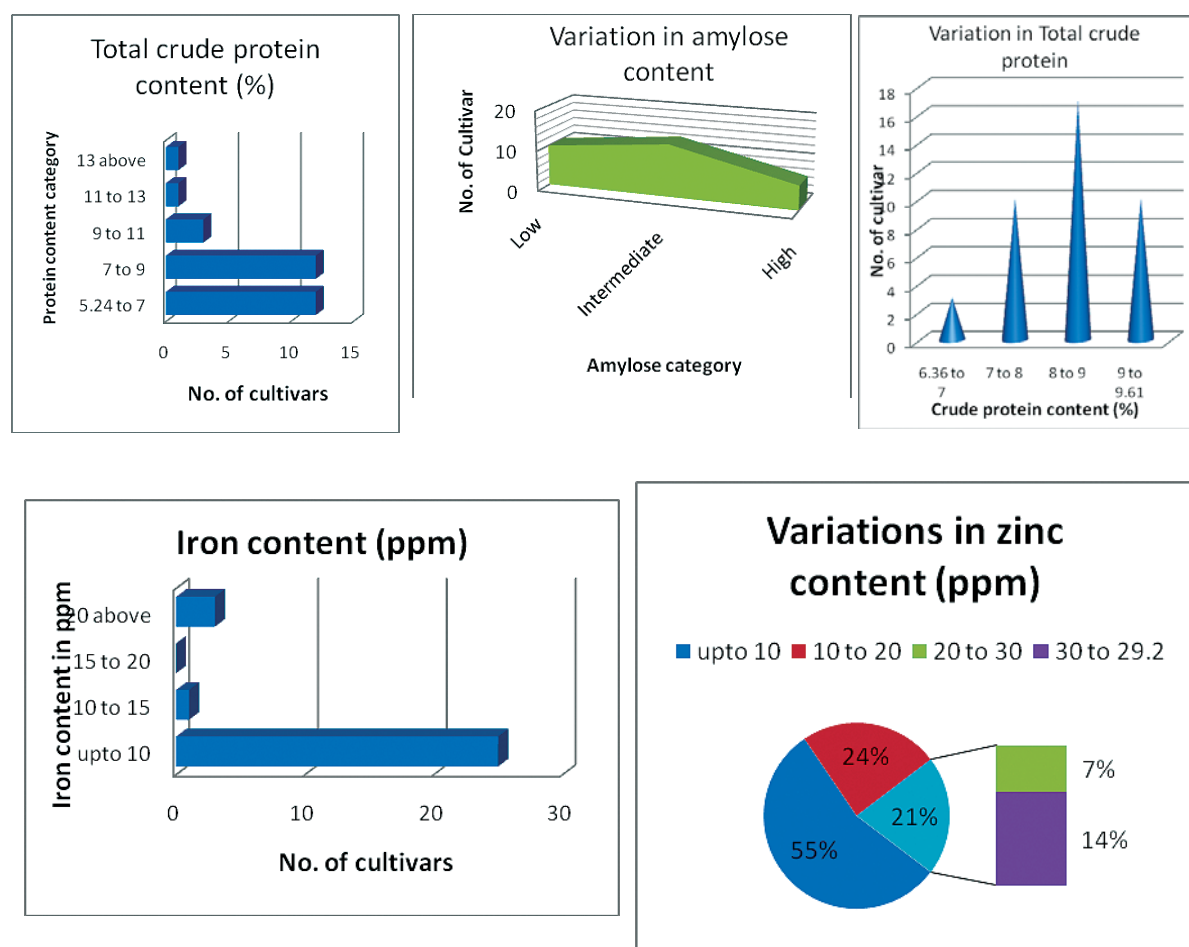 Total crude protein
content (%)
Protein content category
13 above
11 to 13
9 to 11
7 to 9
5.24 to 7
0 5 10 15
No. of cultivars
Variation in amylose
content
No. of Cultivar
20
10
0
Low
Intermediate
High
Amylose category
Variation in Total crude
protein
No. of cultivar
18
16
14
12
10
8
6
4
2
0
6.36 to 7 to 8 8 to 9 9 to
7 9.61
Crude protein content (%)
Iron content (ppm)
Iron content in ppm
20 above
15 to 20
10 to 15
upto 10
0 10 20 30
No. of cultivars
Variations in zinc
content (ppm)
upto 10 10 to 20 20 to 30 30 to 29.2
24%
7%
21%
14%
55%